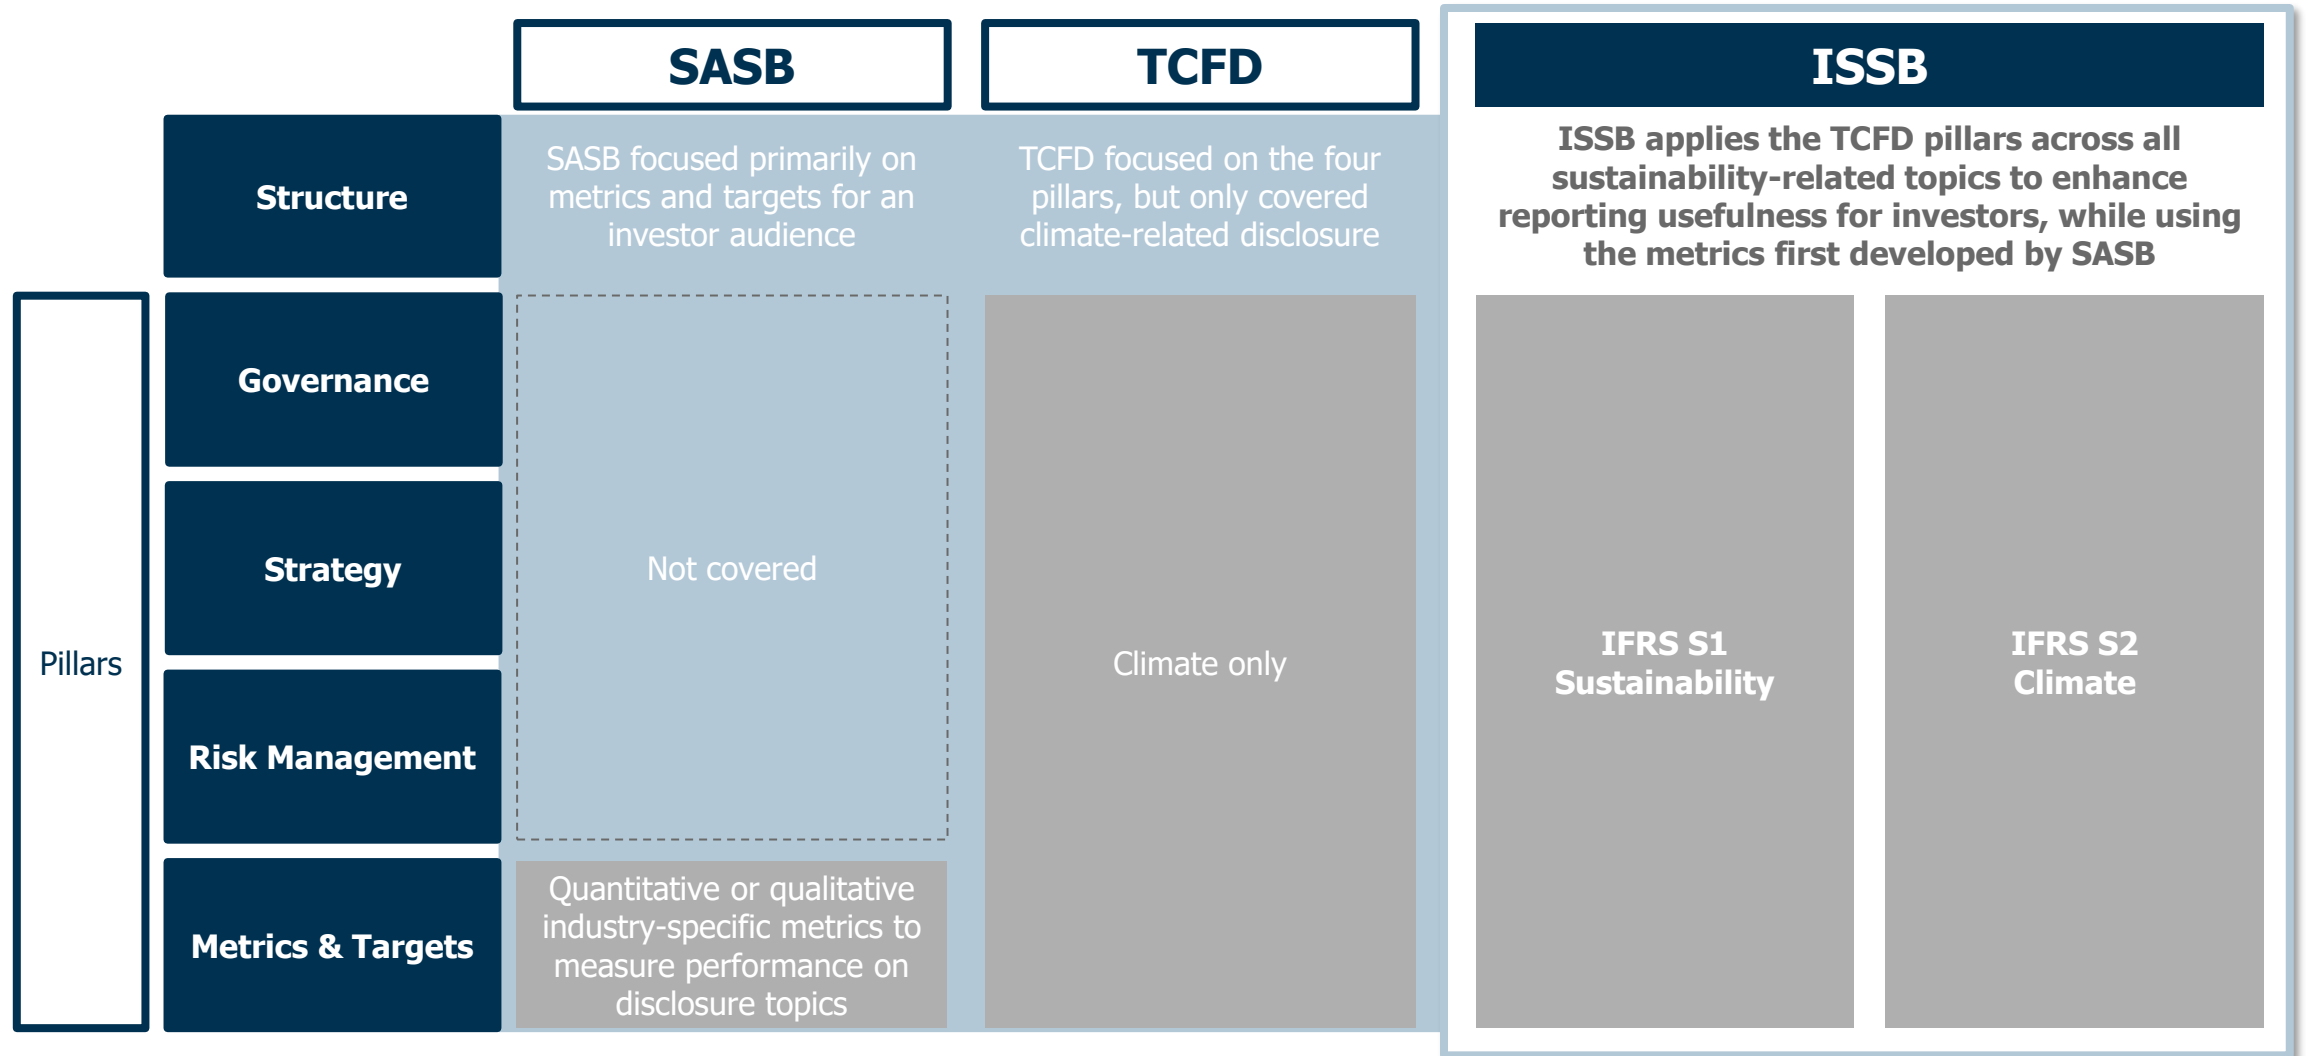 SASB
TCFD
ISSB
Structure
SASB focused primarily on
metrics and targets for an
investor audience
TCFD focused on the four
pillars, but only covered
climate-related disclosure
ISSB applies the TCFD pillars across all
sustainability-related topics to enhance
reporting usefulness for investors, while using
the metrics first developed by SASB
Pillars
Governance
Strategy
Risk Management
Metrics & Targets
Not covered
Quantitative or qualitative
industry-specific metrics to
measure performance on
disclosure topics
Climate only
IFRS S1
Sustainability
IFRS S2
Climate